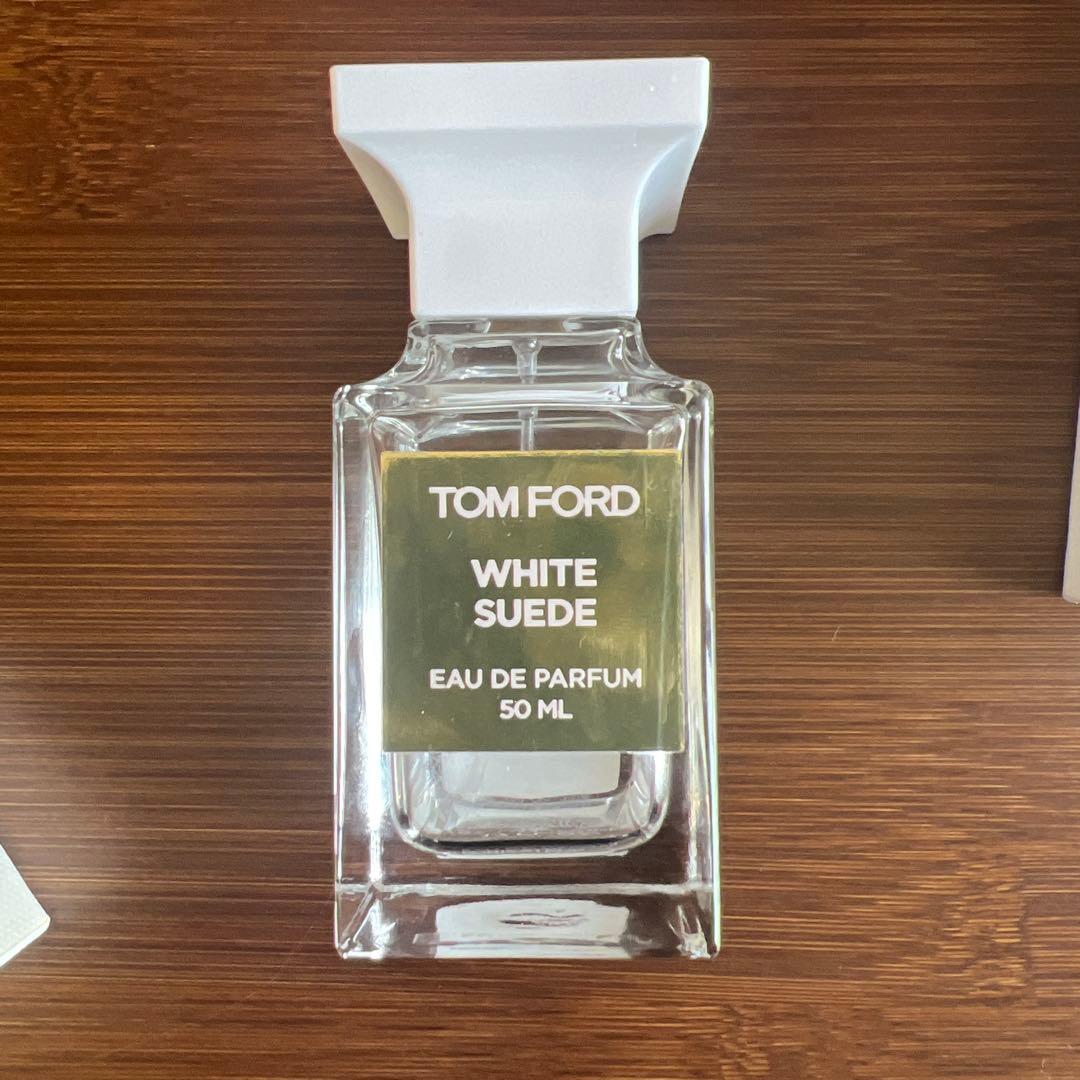 TOM FORD
WHITE
SUEDE
EAU DE PARFUM
50 ML